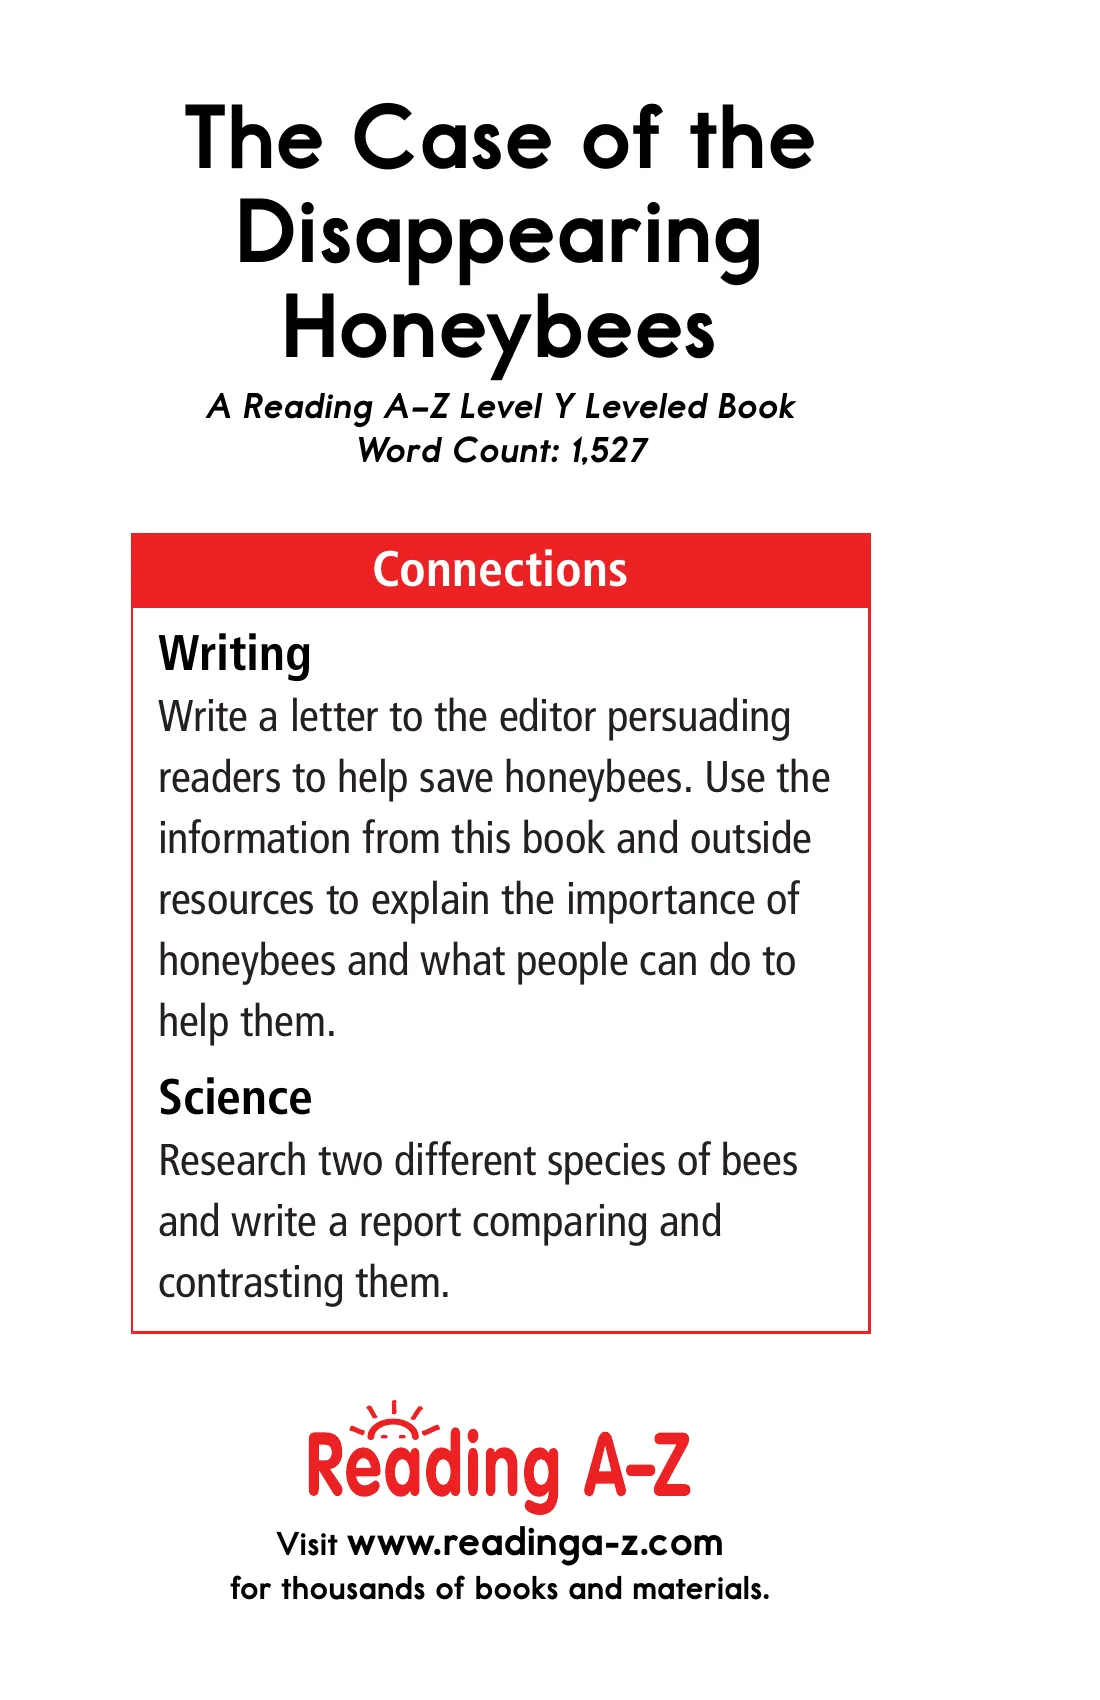 The Case of the
Disappearing
Honeybees
A Reading A–Z Level Y Leveled Book
Word Count: 1,527
Connections
Writing
Write a letter to the editor persuading
readers to help save honeybees. Use the
information from this book and outside
resources to explain the importance of
honeybees and what people can do to
help them.
Science
Research two different species of bees
and write a report comparing and
contrasting them.
Reading A–Z
Visit www.readinga-z.com
for thousands of books and materials.